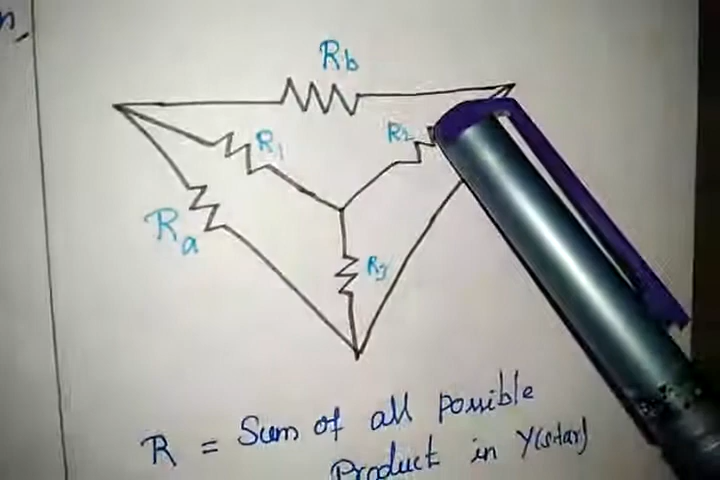 Rb
R1
R2
Ra
R3
R = Sum of all possible
Product in Y(star)